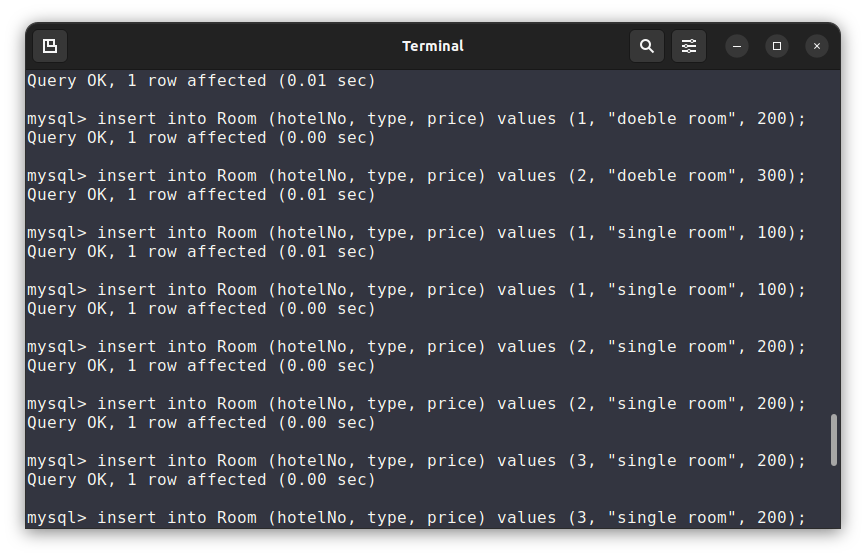 Terminal
Query OK, 1 row affected (0.01 sec)
mysql> insert into Room (hotelNo, type, price) values (1, "doeble room", 200);
Query OK, 1 row affected (0.00 sec)
mysql> insert into Room (hotelNo, type, price) values (2, "doeble room", 300);
Query OK, 1 row affected (0.01 sec)
mysql> insert into Room (hotelNo, type, price) values (1, "single room", 100);
Query OK, 1 row affected (0.01 sec)
mysql> insert into Room (hotelNo, type, price) values (1, "single room", 100);
Query OK, 1 row affected (0.00 sec)
mysql> insert into Room (hotelNo, type, price) values (2, "single room", 200);
Query OK, 1 row affected (0.00 sec)
mysql> insert into Room (hotelNo, type, price) values (2, "single room", 200);
Query OK, 1 row affected (0.00 sec)
mysql> insert into Room (hotelNo, type, price) values (3, "single room", 200);
Query OK, 1 row affected (0.00 sec)
mysql> insert into Room (hotelNo, type, price) values (3, "single room", 200);